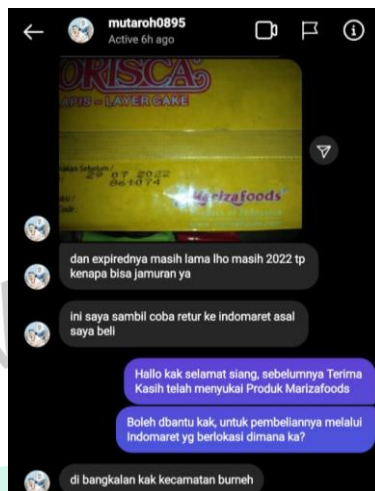 mutaroh0895
Active 6h ago
ORISCA
APIS - LAYER CAKE
29 07 2022
061074
Marizafoods
dan expirednya masih lama lho masih 2022 tp
kenapa bisa jamuran ya
ini saya sambil coba retur ke indomaret asal
saya beli
Hallo kak selamat siang, sebelumnya Terima
Kasih telah menyukai Produk Marizafoods
Boleh dbantu kak, untuk pembeliannya melalui
Indomaret yg berlokasi dimana ka?
di bangkalan kak kecamatan burneh